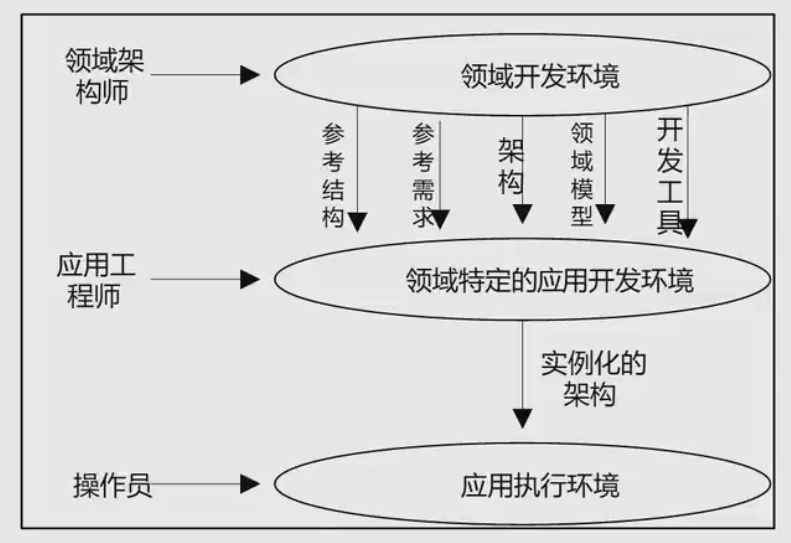 领域架
构师
领域开发环境
参考结构
参考需求
架构
领域模型
开发工具
应用工
程师
领域特定的应用开发环境
实例化的
架构
操作员
应用执行环境